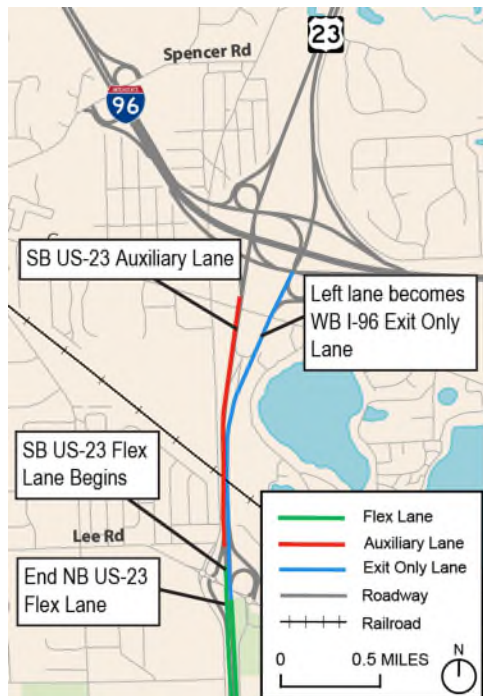 23
Spencer Rd
INTERSTATE
96
SB US-23 Auxiliary Lane
Left lane becomes
WB I-96 Exit Only
Lane
SB US-23 Flex
Lane Begins
Lee Rd
End NB US-23
Flex Lane
Flex Lane
Auxiliary Lane
Exit Only Lane
Roadway
Railroad
0 0.5 MILES
N